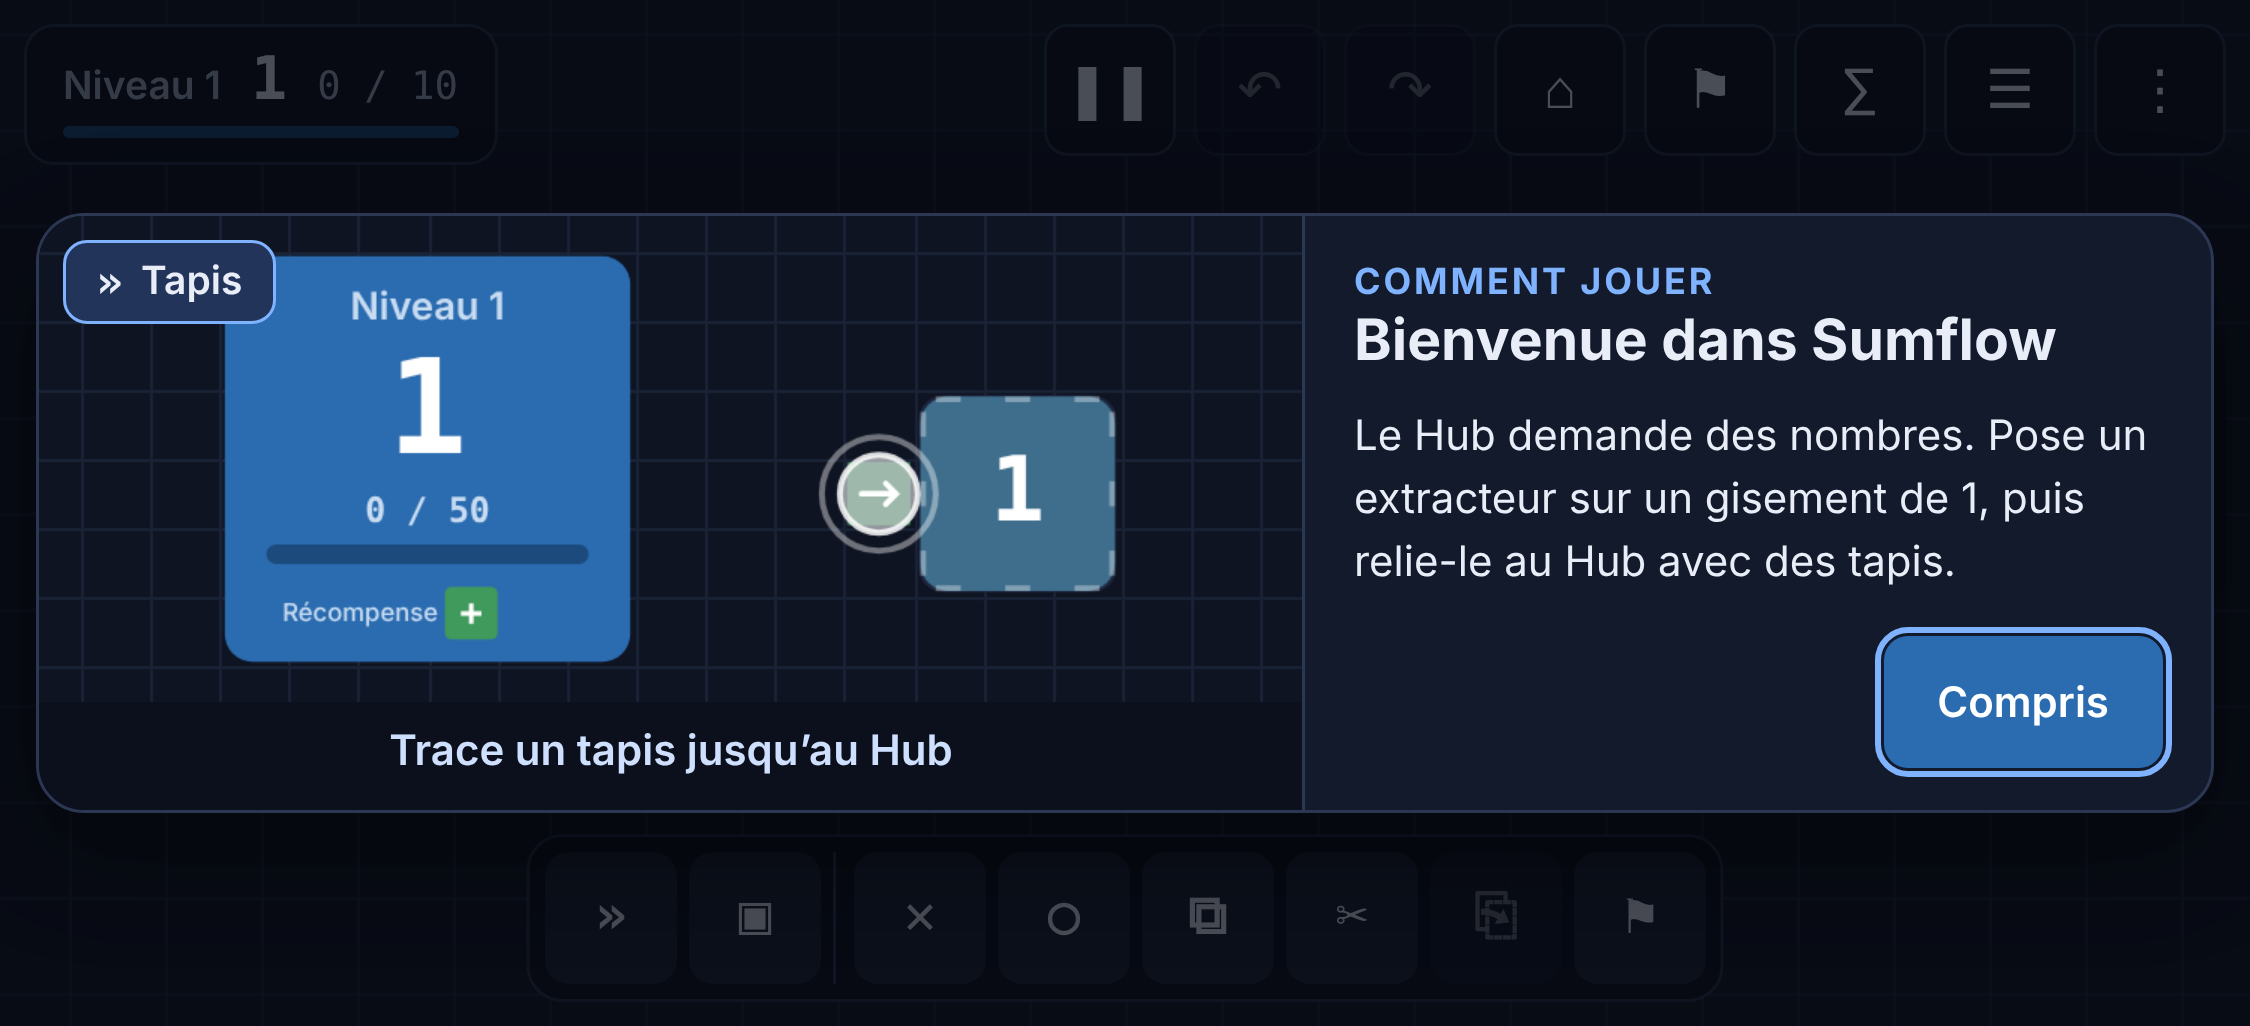 Niveau 1 1 0 / 10
» Tapis
Niveau 1
1
0 / 50
Récompense +
1
Trace un tapis jusqu’au Hub
COMMENT JOUER
Bienvenue dans Sumflow
Le Hub demande des nombres. Pose un
extracteur sur un gisement de 1, puis
relie-le au Hub avec des tapis.
Compris